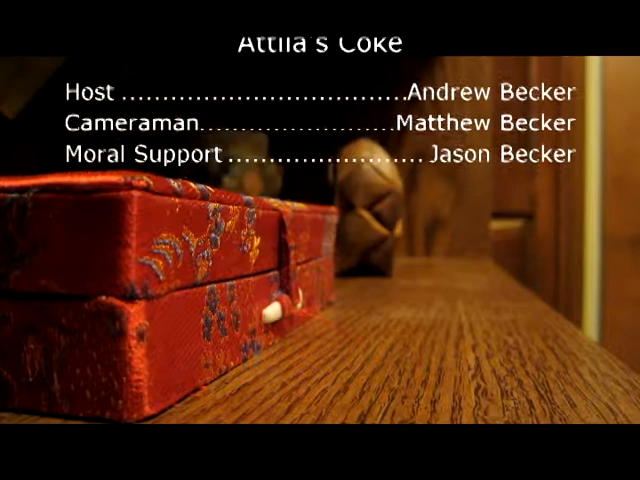 Attila's Coke
Host ................................... Andrew Becker
Cameraman........................ Matthew Becker
Moral Support ........................ Jason Becker